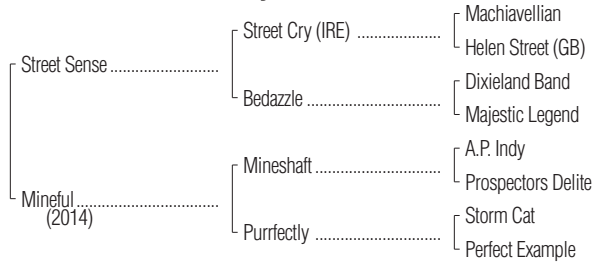 Machiavellian
Street Cry (IRE) ..................
Helen Street (GB)
Street Sense ........................
Dixieland Band
Bedazzle .............................
Majestic Legend
A.P. Indy
Mineshaft ...........................
Prospectors Delite
Mineful ................................
(2014)
Storm Cat
Purrfectly ...........................
Perfect Example